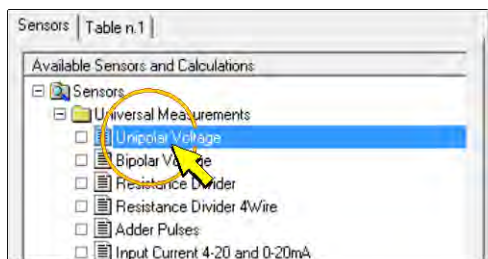 Sensors Table n.1
Available Sensors and Calculations
Sensors
Universal Measurements
Unipolar Voltage
Bipolar Voltage
Resistance Divider
Resistance Divider 4Wire
Adder Pulses
Input Current 4-20 and 0-20mA